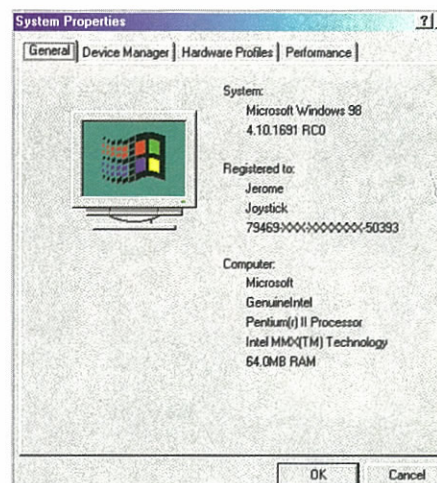 System Properties
?
General Device Manager Hardware Profiles Performance
System:
Microsoft Windows 98
4.10.1691 RC0
Registered to:
Jerome
Joystick
79469-XXX-XXXXXXX-50393
Computer:
Microsoft
GenuineIntel
Pentium(r) II Processor
Intel MMX(TM) Technology
64.0MB RAM
OK Cancel